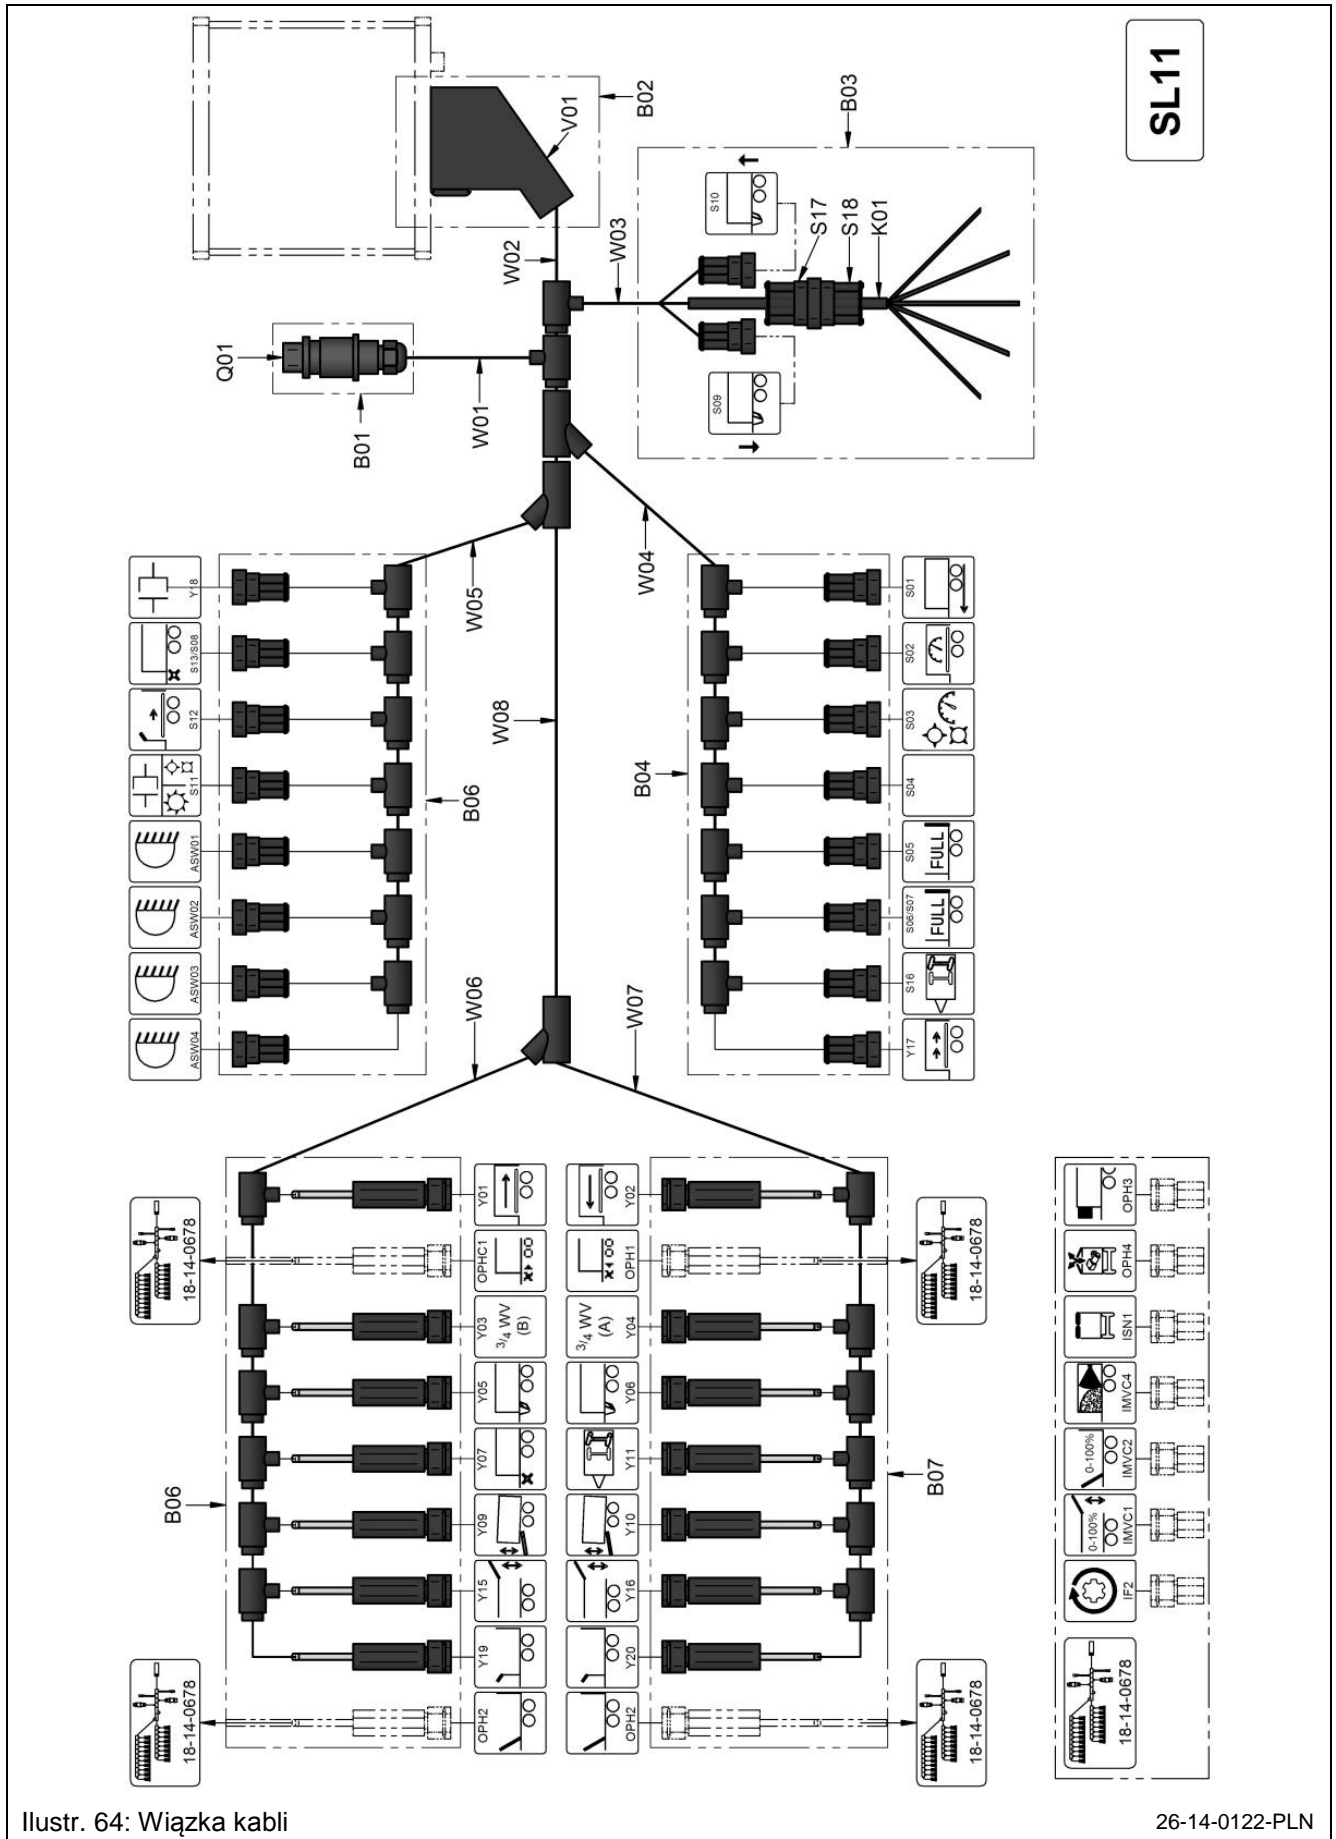 SL11
B02
V01
B03
S10
W02
W03
S17
S18
K01
S09
Q01
B01
W01
W05
W04
Y18
S13/S08
S12
S11
ASW01
ASW02
ASW03
ASW04
B06
W08
B04
S01
S02
S03
S04
S05
FULL
S06/S07
FULL
S16
Y17
W06
W07
18-14-0678
18-14-0678
18-14-0678
18-14-0678
B06
B07
Y01
OPHC1
Y03
3/4 WV
(B)
Y05
Y07
Y09
Y15
Y19
OPH2
Y02
OPH1
Y04
3/4 WV
(A)
Y06
Y11
Y10
Y16
Y20
OPH2
OPH3
OPH4
ISN1
IMVC4
0-100%
IMVC2
0-100%
IMVC1
IF2
18-14-0678
Ilustr. 64: Wiązka kabli
26-14-0122-PLN